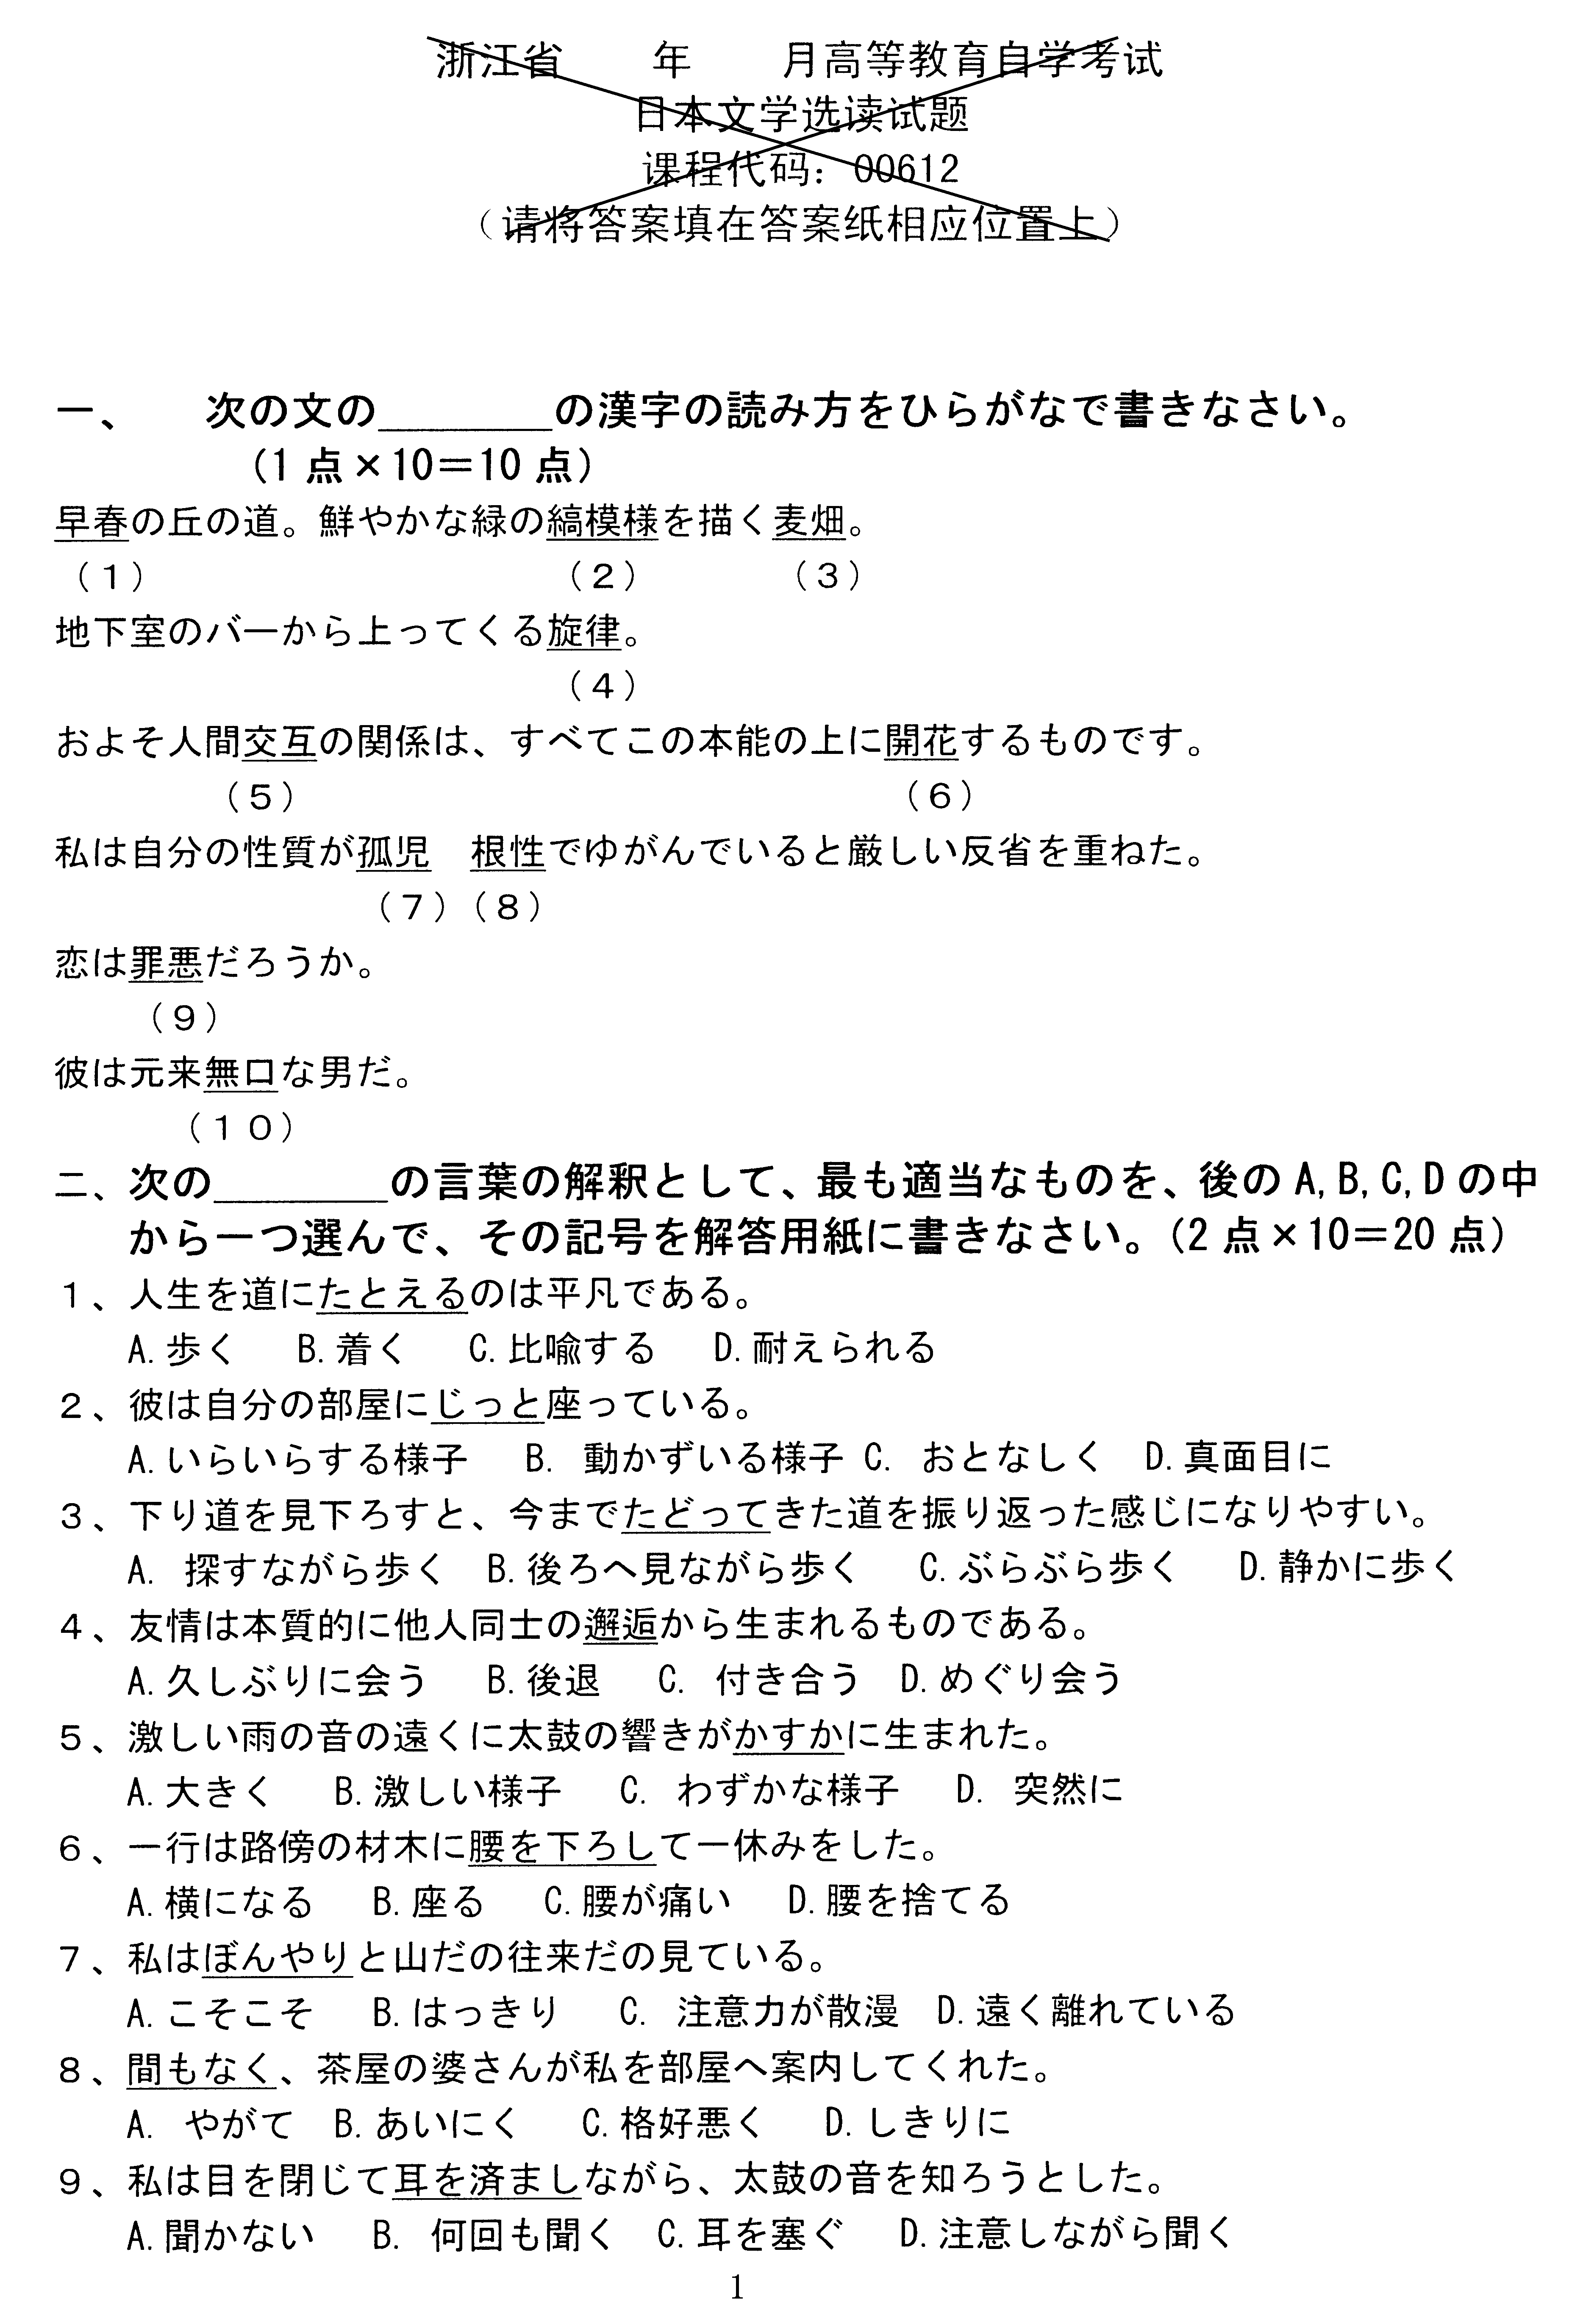 浙江省　　年　　月高等教育自学考试
日本文学选读试题
课程代码：00612
（请将答案填在答案纸相应位置上）
一、　次の文の________の漢字の読み方をひらがなで書きなさい。
（1 点×10＝10 点）
早春の丘の道。鮮やかな緑の縞模様を描く麦畑。
（１）　（２）　（３）
地下室のバーから上ってくる旋律。
（４）
およそ人間交互の関係は、すべてこの本能の上に開花するものです。
（５）　（６）
私は自分の性質が孤児　根性でゆがんでいると厳しい反省を重ねた。
（７）（８）
恋は罪悪だろうか。
（９）
彼は元来無口な男だ。
（１０）
二、次の________の言葉の解釈として、最も適当なものを、後の A,B,C,D の中
から一つ選んで、その記号を解答用紙に書きなさい。（2 点×10＝20 点）
１、人生を道にたとえるのは平凡である。
A.歩く　B.着く　C.比喩する　D.耐えられる
２、彼は自分の部屋にじっと座っている。
A.いらいらする様子　B. 動かずいる様子 C. おとなしく　D.真面目に
３、下り道を見下ろすと、今までたどってきた道を振り返った感じになりやすい。
A. 探すながら歩く　B.後ろへ見ながら歩く　C.ぶらぶら歩く　D.静かに歩く
４、友情は本質的に他人同士の邂逅から生まれるものである。
A.久しぶりに会う　B.後退　C. 付き合う　D.めぐり会う
５、激しい雨の音の遠くに太鼓の響きがかすかに生まれた。
A.大きく　B.激しい様子　C. わずかな様子　D. 突然に
６、一行は路傍の材木に腰を下ろして一休みをした。
A.横になる　B.座る　C.腰が痛い　D.腰を捨てる
７、私はぼんやりと山だの往来だの見ている。
A.こそこそ　B.はっきり　C. 注意力が散漫　D.遠く離れている
８、間もなく、茶屋の婆さんが私を部屋へ案内してくれた。
A. やがて　B.あいにく　C.格好悪く　D.しきりに
９、私は目を閉じて耳を済ましながら、太鼓の音を知ろうとした。
A.聞かない　B. 何回も聞く　C.耳を塞ぐ　D.注意しながら聞く
1